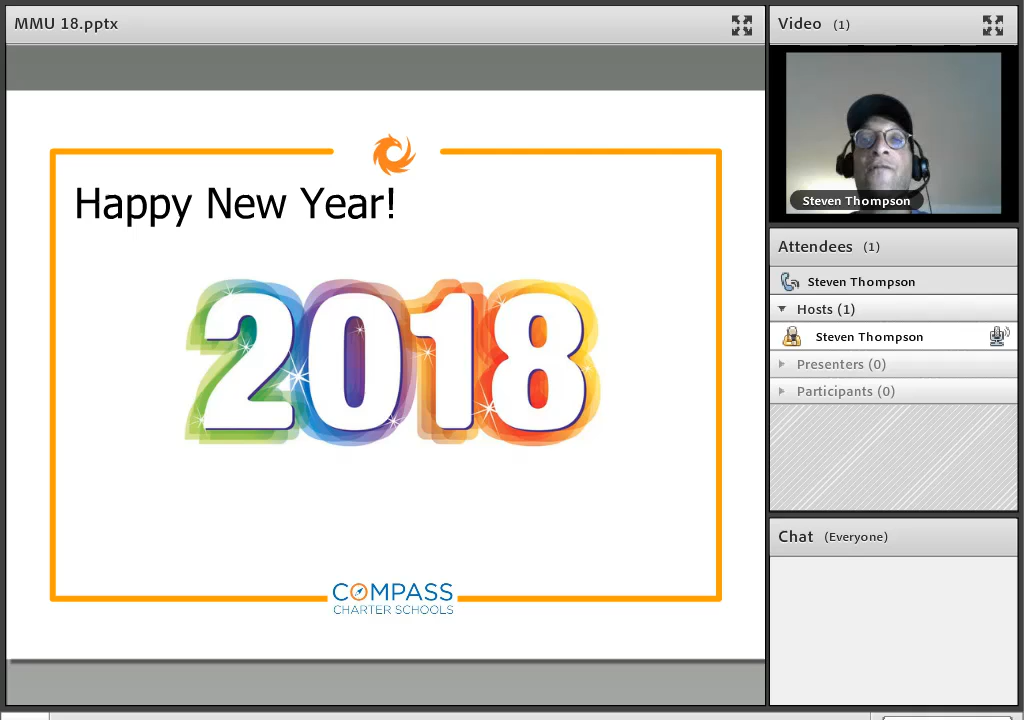 MMU 18.pptx
Happy New Year!
2018
COMPASS
CHARTER SCHOOLS
Video (1)
Steven Thompson
Attendees (1)
Steven Thompson
Hosts (1)
Steven Thompson
Presenters (0)
Participants (0)
Chat (Everyone)